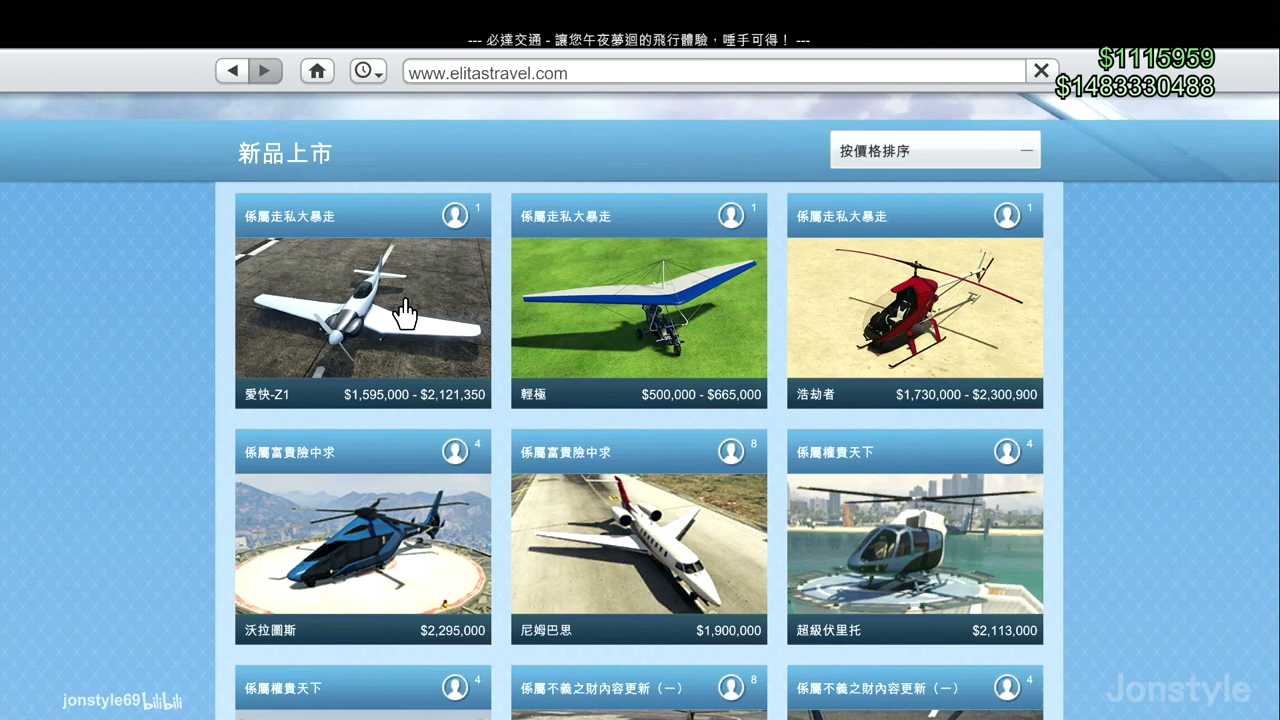 --- 必達交通 - 讓您午夜夢迴的飛行體驗，唾手可得！ ---
$1115959
www.elitastravel.com
$1483330488
新品上市
按價格排序
係屬走私大暴走 1
係屬走私大暴走 1
係屬走私大暴走 1
愛快-Z1 $1,595,000 - $2,121,350
輕極 $500,000 - $665,000
浩劫者 $1,730,000 - $2,300,900
係屬富貴險中求 4
係屬富貴險中求 8
係屬權貴天下 4
沃拉圖斯 $2,295,000
尼姆巴思 $1,900,000
超級伏里托 $2,113,000
係屬權貴天下 4
係屬不義之財內容更新（一） 8
係屬不義之財內容更新（一） 4
jonstyle69 bilibili
Jonstyle